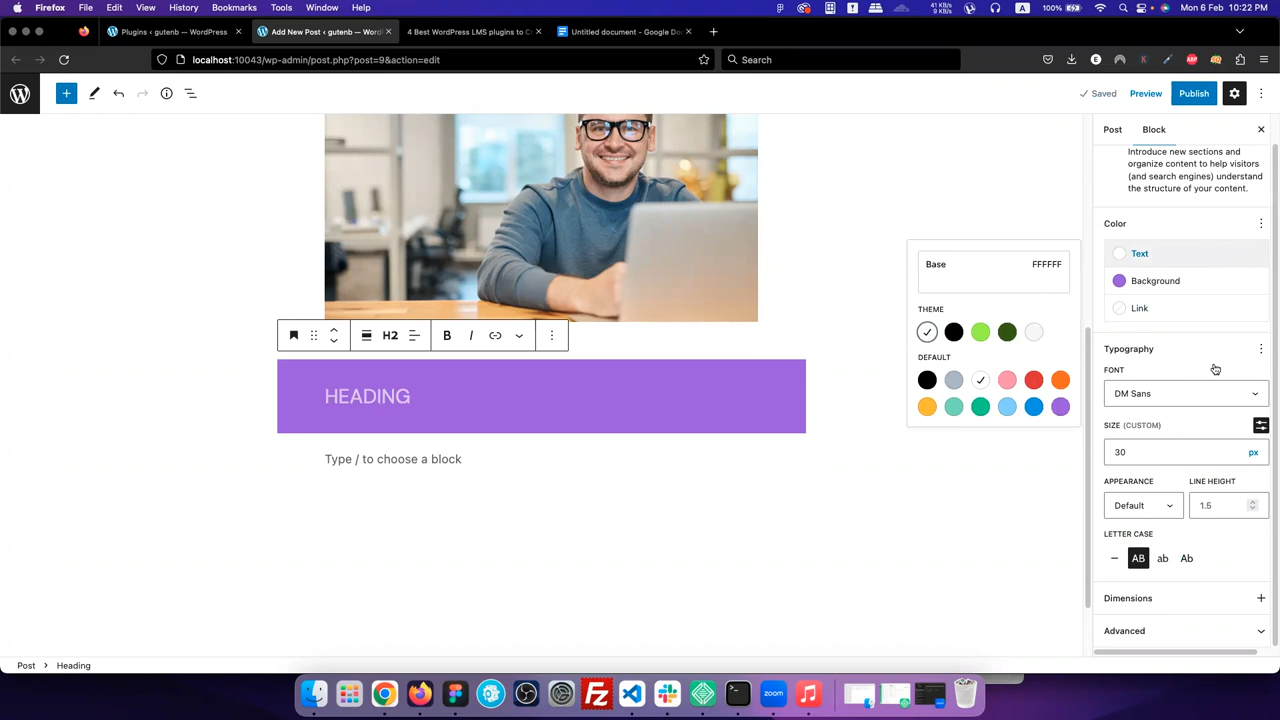 Firefox File Edit View History Bookmarks Tools Window Help
41 KB/s
9 KB/s
A 100% Mon 6 Feb 10:22 PM
Plugins ‹ gutenb — WordPress
Add New Post ‹ gutenb — Word
4 Best WordPress LMS plugins to C
Untitled document - Google Do
localhost:10043/wp-admin/post.php?post=9&action=edit
Search
Saved Preview Publish
Post Block
Introduce new sections and
organize content to help visitors
(and search engines) understand
the structure of your content.
Color
Text
Background
Link
Base FFFFFF
THEME
DEFAULT
H2 B I
HEADING
Type / to choose a block
Typography
FONT
DM Sans
SIZE (CUSTOM)
30 px
APPEARANCE LINE HEIGHT
Default 1.5
LETTER CASE
— AB ab Ab
Dimensions
Advanced
Post Heading
zoom